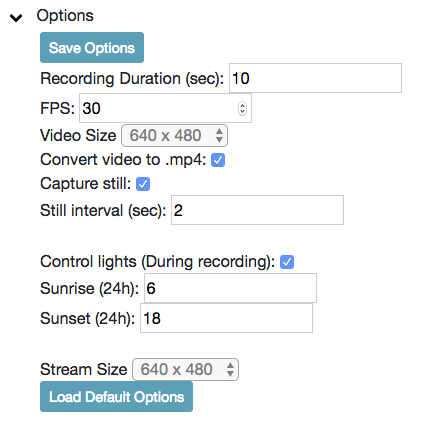 Options
Save Options
Recording Duration (sec): 10
FPS: 30
Video Size 640 x 480
Convert video to .mp4:
Capture still:
Still interval (sec): 2
Control lights (During recording):
Sunrise (24h): 6
Sunset (24h): 18
Stream Size 640 x 480
Load Default Options